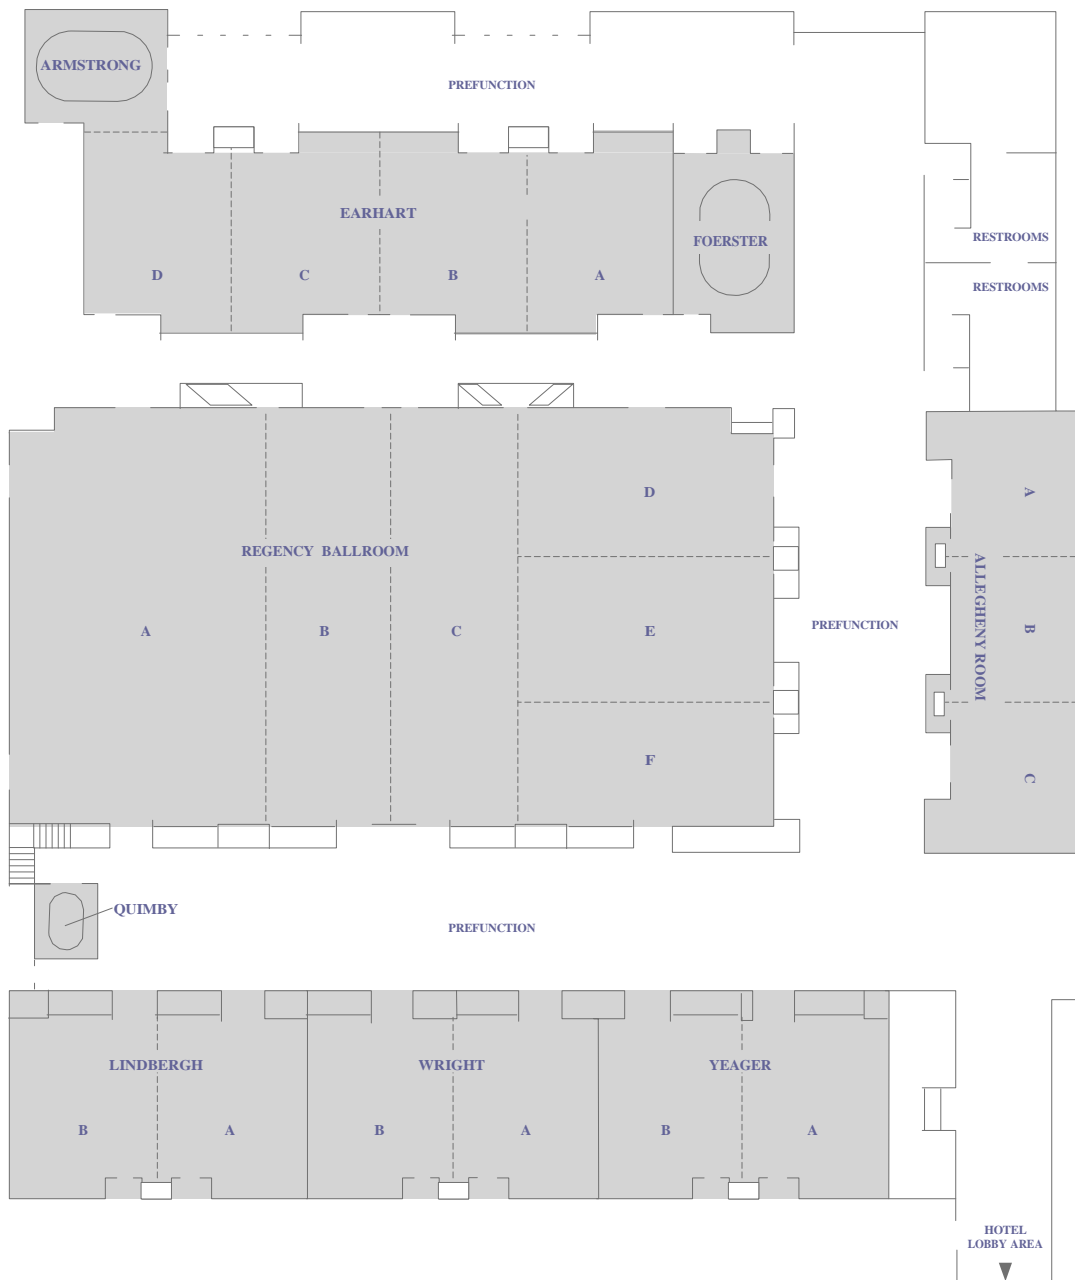 ARMSTRONG
PREFUNCTION
EARHART
D
C
B
A
FOERSTER
RESTROOMS
RESTROOMS
REGENCY BALLROOM
A
B
C
D
E
F
PREFUNCTION
ALLEGHENY ROOM
A
B
C
QUIMBY
PREFUNCTION
LINDBERGH
B
A
WRIGHT
B
A
YEAGER
B
A
HOTEL
LOBBY AREA